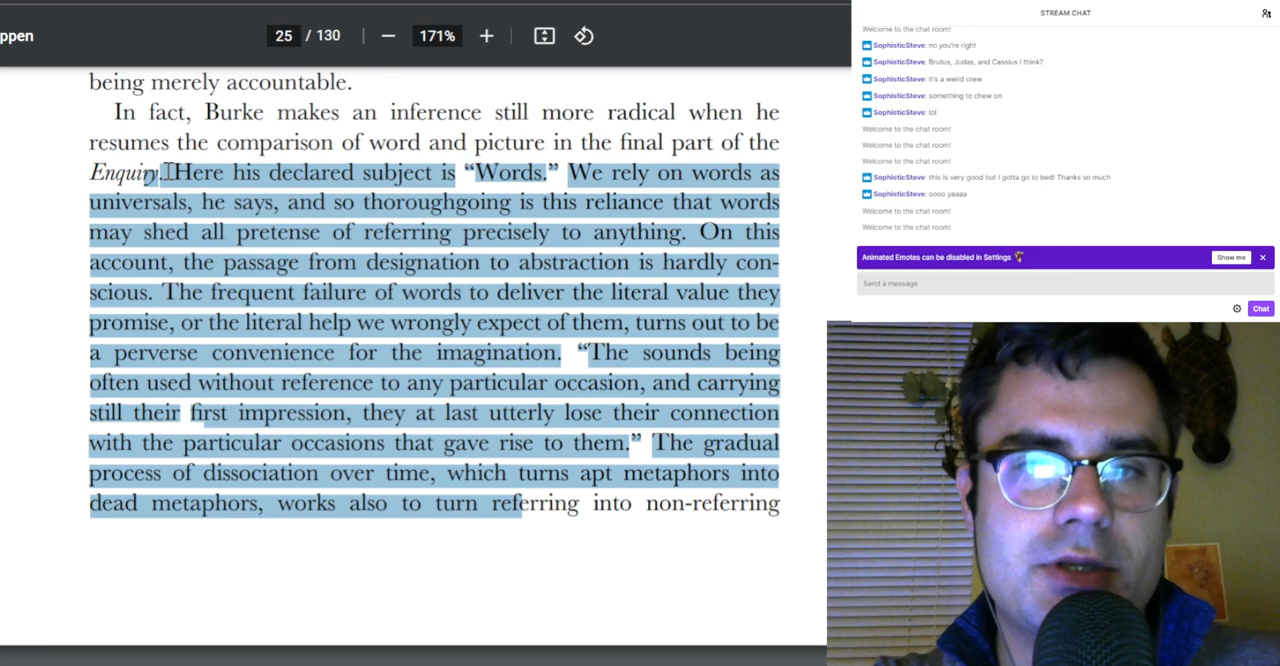 ppen
25 / 130
171%
being merely accountable.
In fact, Burke makes an inference still more radical when he
resumes the comparison of word and picture in the final part of the
Enquiry. Here his declared subject is “Words.” We rely on words as
universals, he says, and so thoroughgoing is this reliance that words
may shed all pretense of referring precisely to anything. On this
account, the passage from designation to abstraction is hardly con-
scious. The frequent failure of words to deliver the literal value they
promise, or the literal help we wrongly expect of them, turns out to be
a perverse convenience for the imagination. “The sounds being
often used without reference to any particular occasion, and carrying
still their first impression, they at last utterly lose their connection
with the particular occasions that gave rise to them.” The gradual
process of dissociation over time, which turns apt metaphors into
dead metaphors, works also to turn referring into non-referring
STREAM CHAT
Welcome to the chat room!
SophisticSteve: no you're right
SophisticSteve: Brutus, Judas, and Cassius I think?
SophisticSteve: it's a weird crew
SophisticSteve: something to chew on
SophisticSteve: lol
Welcome to the chat room!
Welcome to the chat room!
Welcome to the chat room!
SophisticSteve: this is very good but I gotta go to bed! Thanks so much
SophisticSteve: oooo yaaaa
Welcome to the chat room!
Welcome to the chat room!
Animated Emotes can be disabled in Settings
Show me
Send a message
Chat